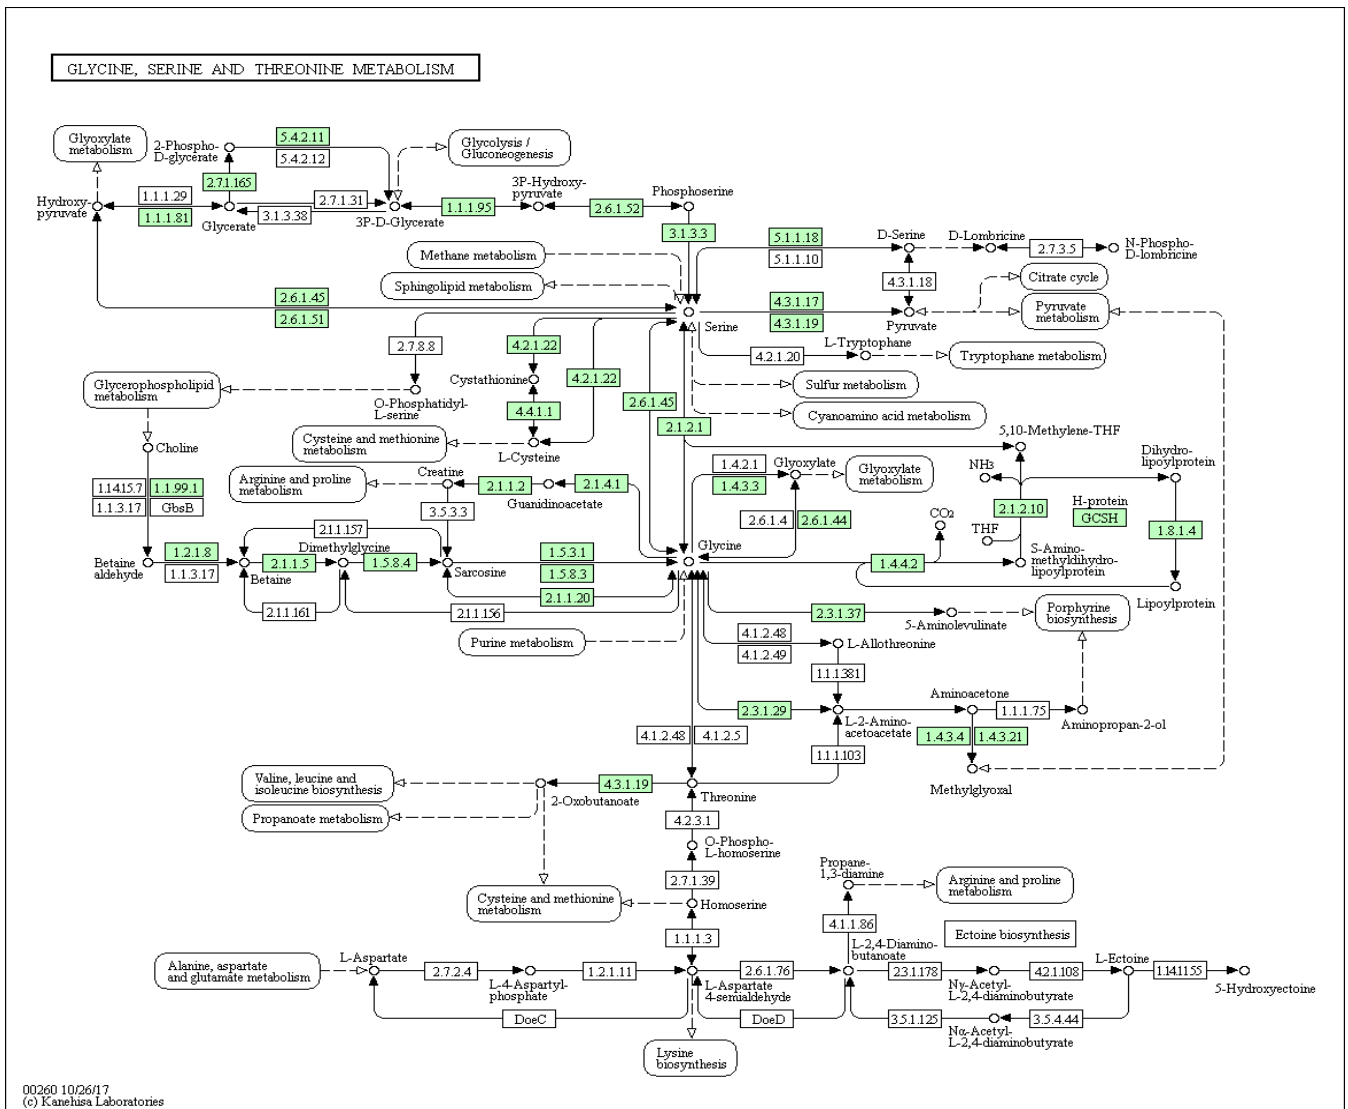 GLYCINE, SERINE AND THREONINE METABOLISM
Glyoxylate
metabolism
2-Phospho-
D-glycerate
5.4.2.11
5.4.2.12
Glycolysis /
Gluconeogenesis
2.7.1.165
3P-Hydroxy-
pyruvate
Phosphoserine
Hydroxy-
pyruvate
1.1.1.29
1.1.1.81
Glycerate
2.7.1.31
3.1.3.38
3P-D-Glycerate
1.1.1.95
2.6.1.52
3.1.3.3
5.1.1.18
5.1.1.10
D-Serine
D-Lombricine
2.7.3.5
N-Phospho-
D-lombricine
Methane metabolism
Sphingolipid metabolism
4.3.1.18
Citrate cycle
2.6.1.45
2.6.1.51
Serine
4.3.1.17
4.3.1.19
Pyruvate
Pyruvate
metabolism
2.7.8.8
4.2.1.22
4.2.1.20
L-Tryptophane
Tryptophane metabolism
Glycerophospholipid
metabolism
O-Phosphatidyl-
L-serine
Cystathionine
4.2.1.22
2.6.1.45
Sulfur metabolism
4.4.1.1
2.1.2.1
Cyanoamino acid metabolism
Choline
Cysteine and methionine
metabolism
L-Cysteine
5,10-Methylene-THF
Arginine and proline
metabolism
Creatine
2.1.1.2
Guanidinoacetate
2.1.4.1
1.4.2.1
1.4.3.3
Glyoxylate
Glyoxylate
metabolism
NH3
Dihydro-
lipoylprotein
1.14.15.7
1.1.99.1
1.1.3.17
GbsB
3.5.3.3
2.6.1.4
2.6.1.44
CO2
THF
2.1.2.10
H-protein
GCSH
1.8.1.4
2.1.1.157
Betaine
aldehyde
1.2.1.8
1.1.3.17
Betaine
2.1.1.5
Dimethylglycine
1.5.8.4
Sarcosine
1.5.3.1
1.5.8.3
2.1.1.20
Glycine
1.4.4.2
S-Amino-
methyldihydro-
lipoylprotein
Lipoylprotein
2.1.1.161
2.1.1.156
Purine metabolism
2.3.1.37
5-Aminolevulinate
Porphyrine
biosynthesis
4.1.2.48
4.1.2.49
L-Allothreonine
1.1.1.381
2.3.1.29
L-2-Amino-
acetoacetate
Aminoacetone
1.1.1.75
Aminopropan-2-ol
4.1.2.48
4.1.2.5
1.1.1.103
1.4.3.4
1.4.3.21
Methylglyoxal
Valine, leucine and
isoleucine biosynthesis
2-Oxobutanoate
4.3.1.19
Threonine
Propanoate metabolism
4.2.3.1
O-Phospho-
L-homoserine
2.7.1.39
Propane-
1,3-diamine
Arginine and proline
metabolism
Cysteine and methionine
metabolism
Homoserine
4.1.1.86
Ectoine biosynthesis
1.1.1.3
Alanine, aspartate
and glutamate metabolism
L-Aspartate
2.7.2.4
L-4-Aspartyl-
phosphate
1.2.1.11
L-Aspartate
4-semialdehyde
2.6.1.76
L-2,4-Diamino-
butanoate
2.3.1.178
Nγ-Acetyl-
L-2,4-diaminobutyrate
4.2.1.108
L-Ectoine
1.14.11.55
5-Hydroxyectoine
DoeC
DoeD
3.5.1.125
Nα-Acetyl-
L-2,4-diaminobutyrate
3.5.4.44
Lysine
biosynthesis
00260 10/26/17
(c) Kanehisa Laboratories